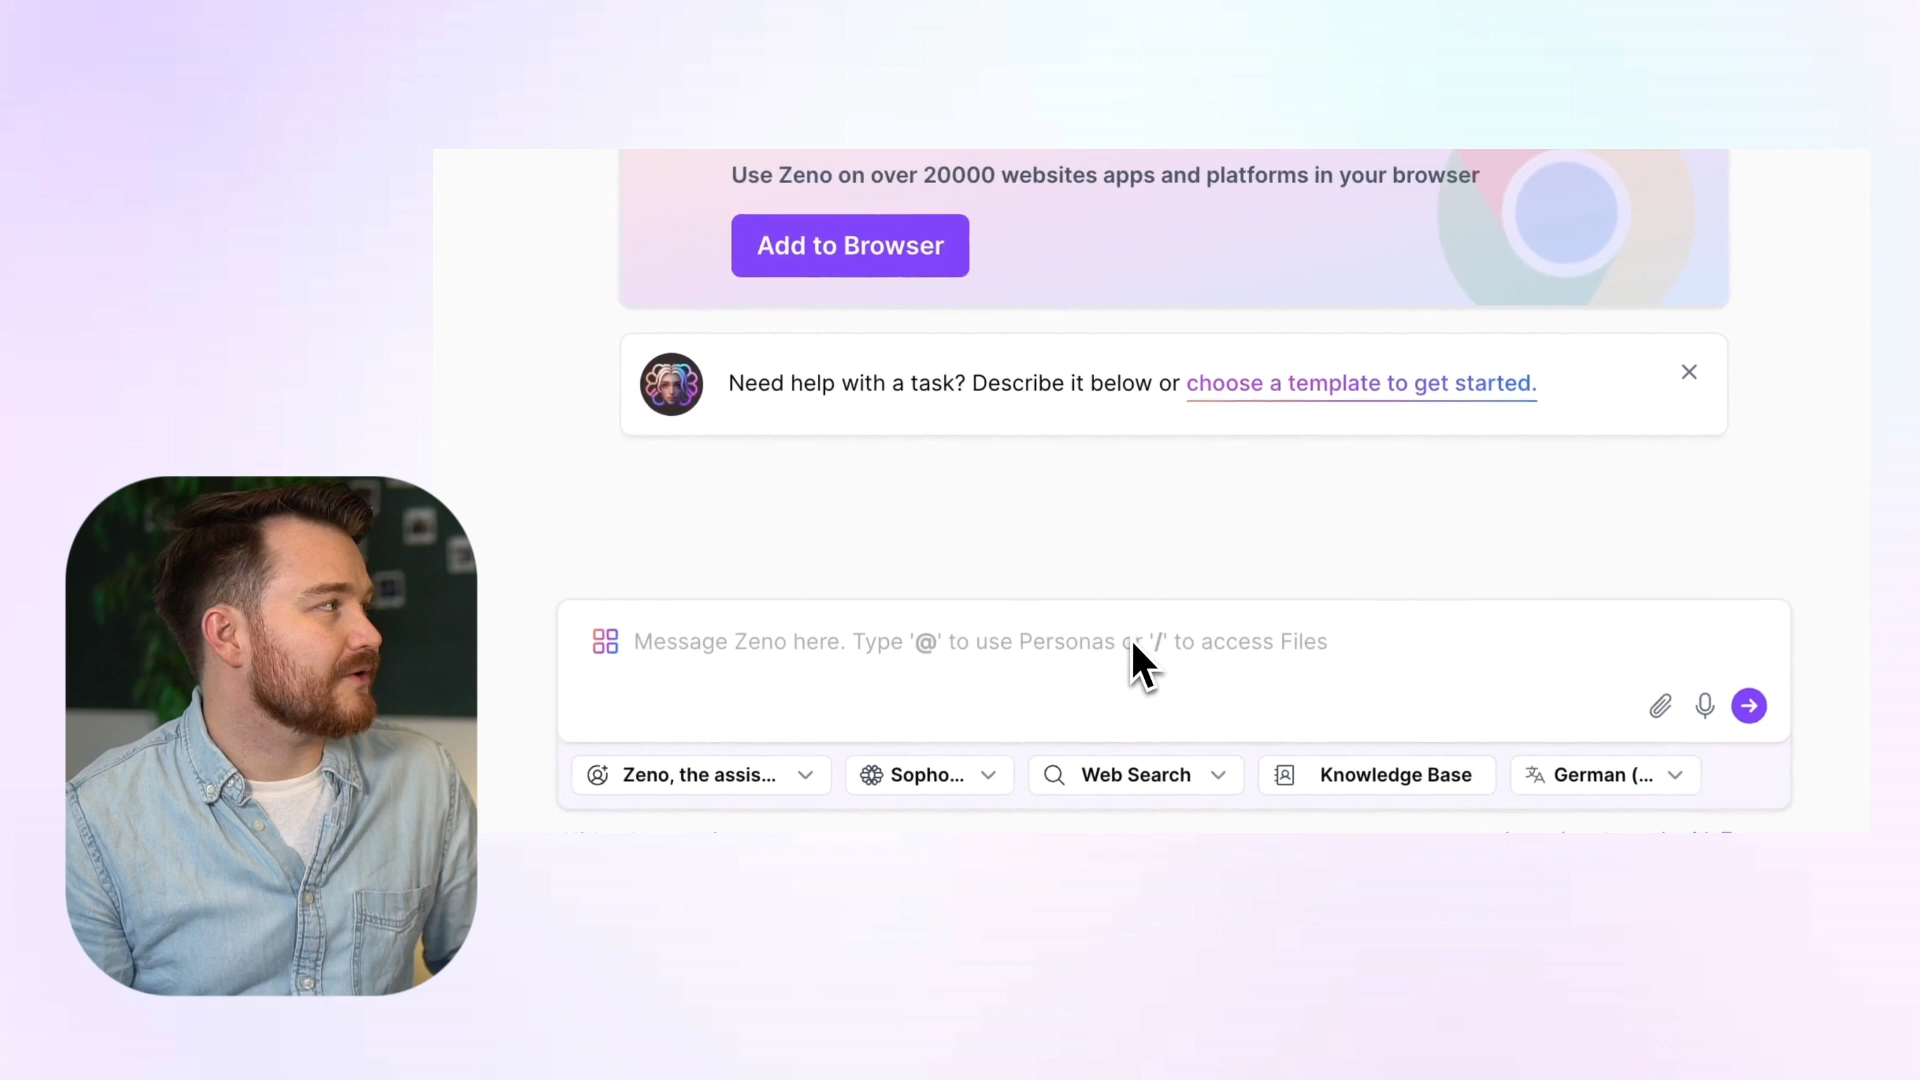 Use Zeno on over 20000 websites apps and platforms in your browser
Add to Browser
Need help with a task? Describe it below or choose a template to get started.
Message Zeno here. Type '@' to use Personas or '/' to access Files
Zeno, the assis...
Sopho...
Web Search
Knowledge Base
German (...